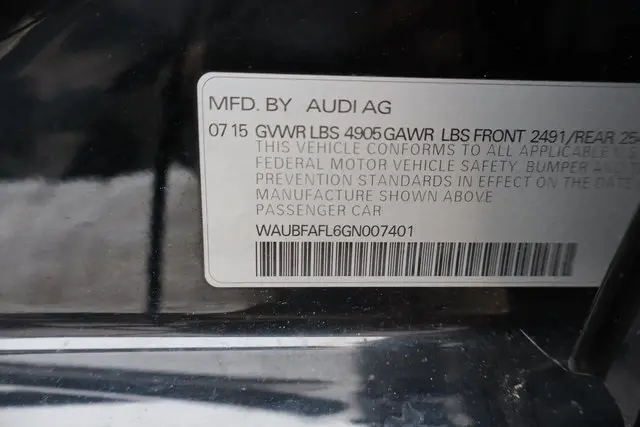 MFD. BY AUDI AG
07 15 GVWR LBS 4905 GAWR LBS FRONT 2491/REAR
THIS VEHICLE CONFORMS TO ALL APPLICABLE
FEDERAL MOTOR VEHICLE SAFETY, BUMPER AND
PREVENTION STANDARDS IN EFFECT ON THE DATE
MANUFACTURE SHOWN ABOVE
PASSENGER CAR
WAUBFAFL6GN007401